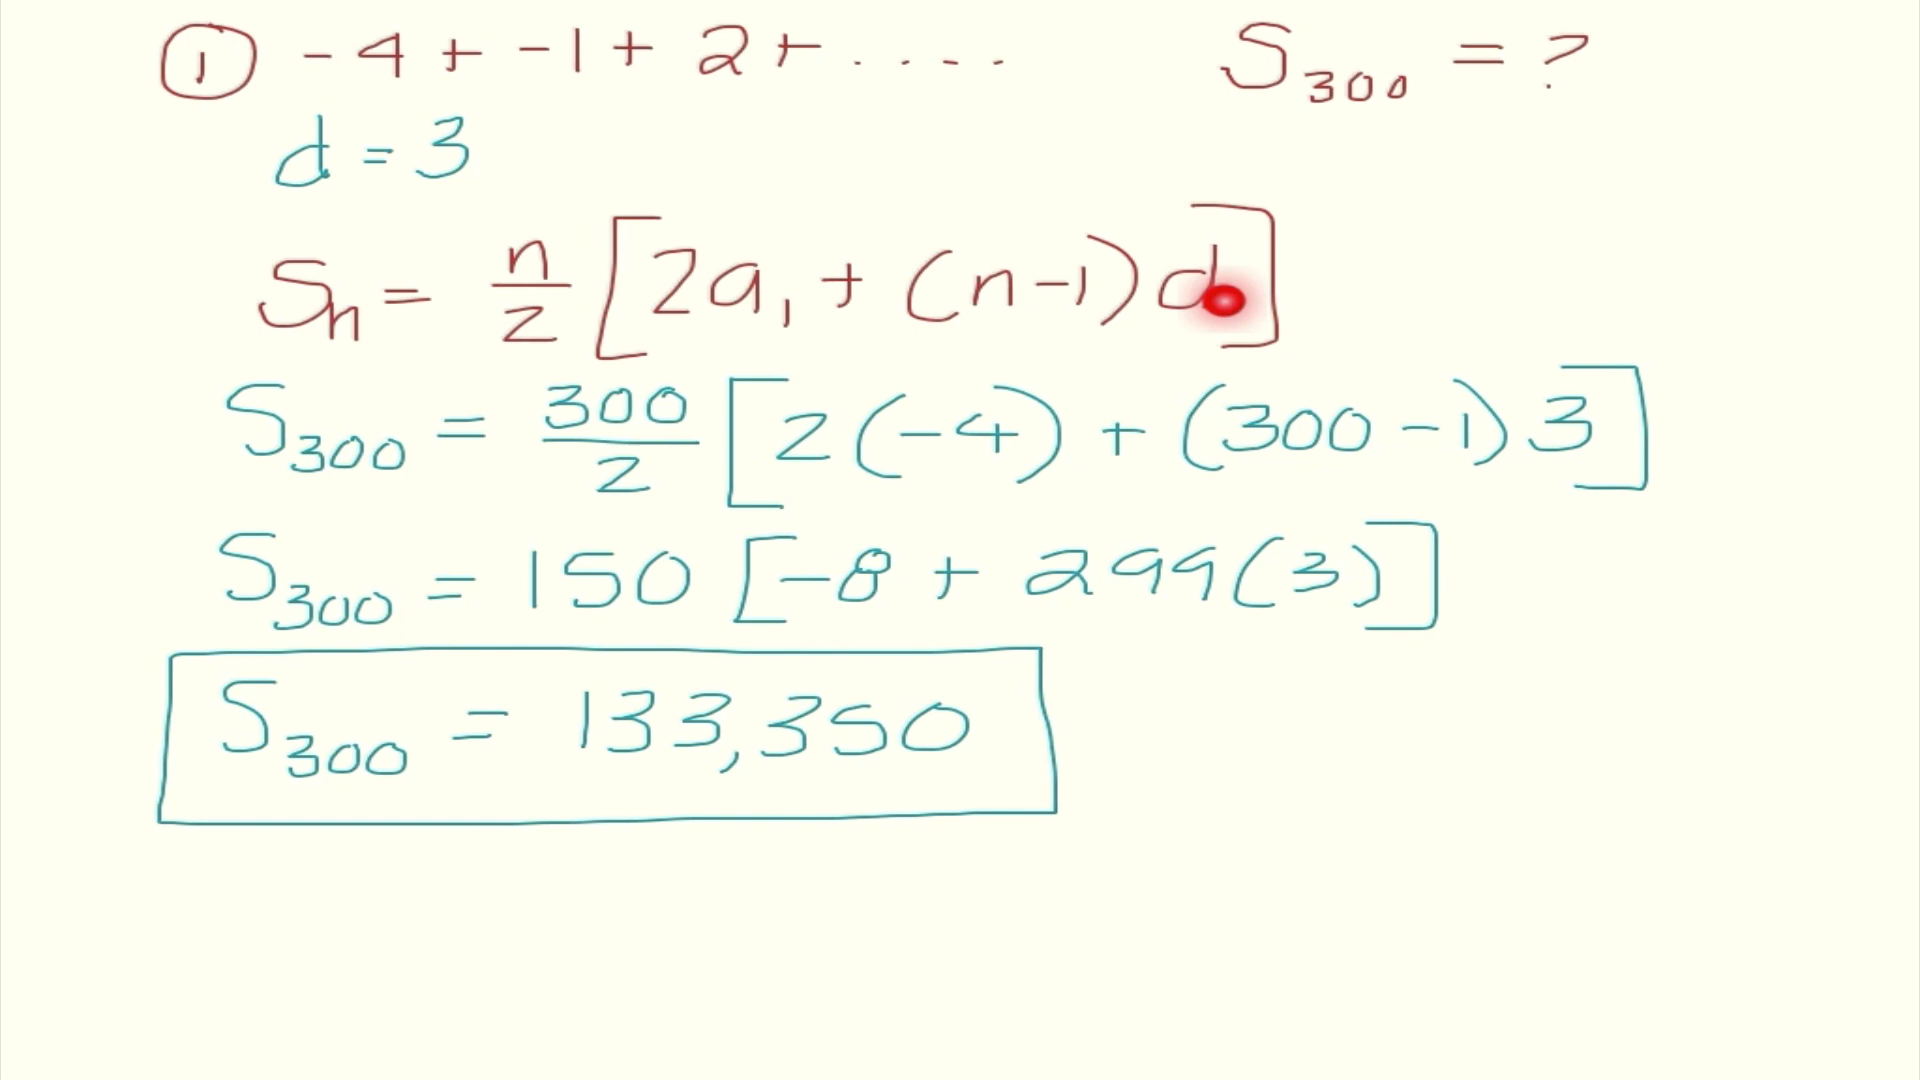 ① -4 + -1 + 2 + .... S₃₀₀ = ?
d = 3
Sₙ = n/2 [2a₁ + (n-1)d]
S₃₀₀ = 300/2 [2(-4) + (300-1)3]
S₃₀₀ = 150 [-8 + 299(3)]
S₃₀₀ = 133,350